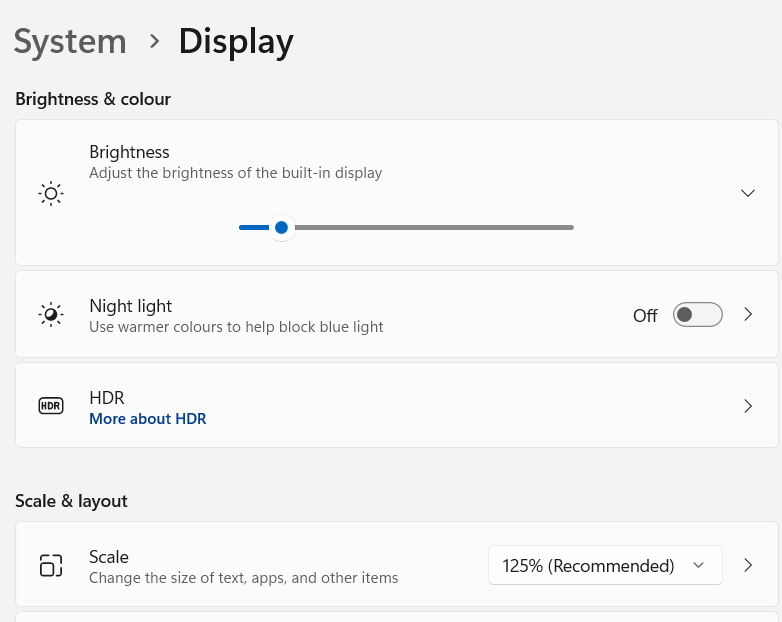 System > Display
Brightness & colour
Brightness
Adjust the brightness of the built-in display
Night light
Use warmer colours to help block blue light
Off
HDR
HDR
More about HDR
Scale & layout
Scale
Change the size of text, apps, and other items
125% (Recommended)